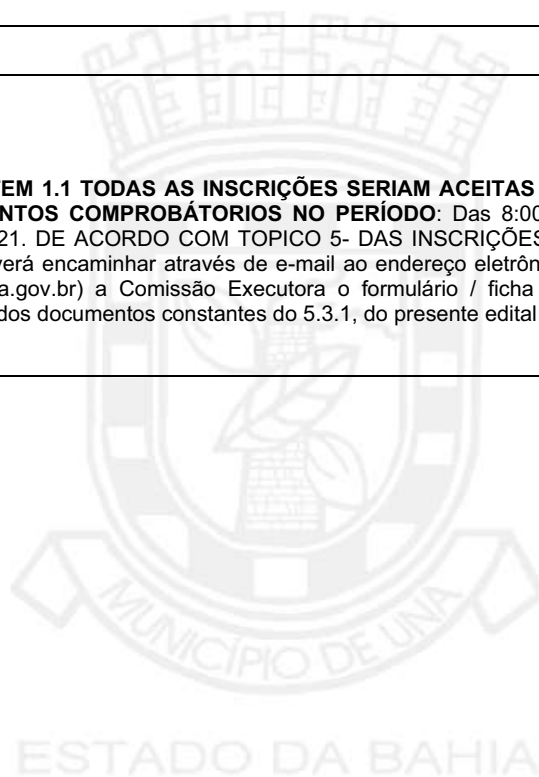 TEM 1.1 TODAS AS INSCRIÇÕES SERIAM ACEITAS
NTOS COMPROBÁTORIOS NO PERÍODO: Das 8:00
21. DE ACORDO COM TOPICO 5- DAS INSCRIÇÕES
verá encaminhar através de e-mail ao endereço eletrôn
a.gov.br) a Comissão Executora o formulário / ficha
dos documentos constantes do 5.3.1, do presente edital
MUNICÍPIO DE UNA
ESTADO DA BAHIA